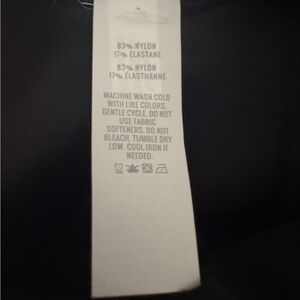 83% NYLON
17% ELASTANE
83% NYLON
17% ÉLASTHANNE
MACHINE WASH COLD
WITH LIKE COLORS,
GENTLE CYCLE. DO NOT
USE FABRIC
SOFTENERS. DO NOT
BLEACH. TUMBLE DRY
LOW. COOL IRON IF
NEEDED.